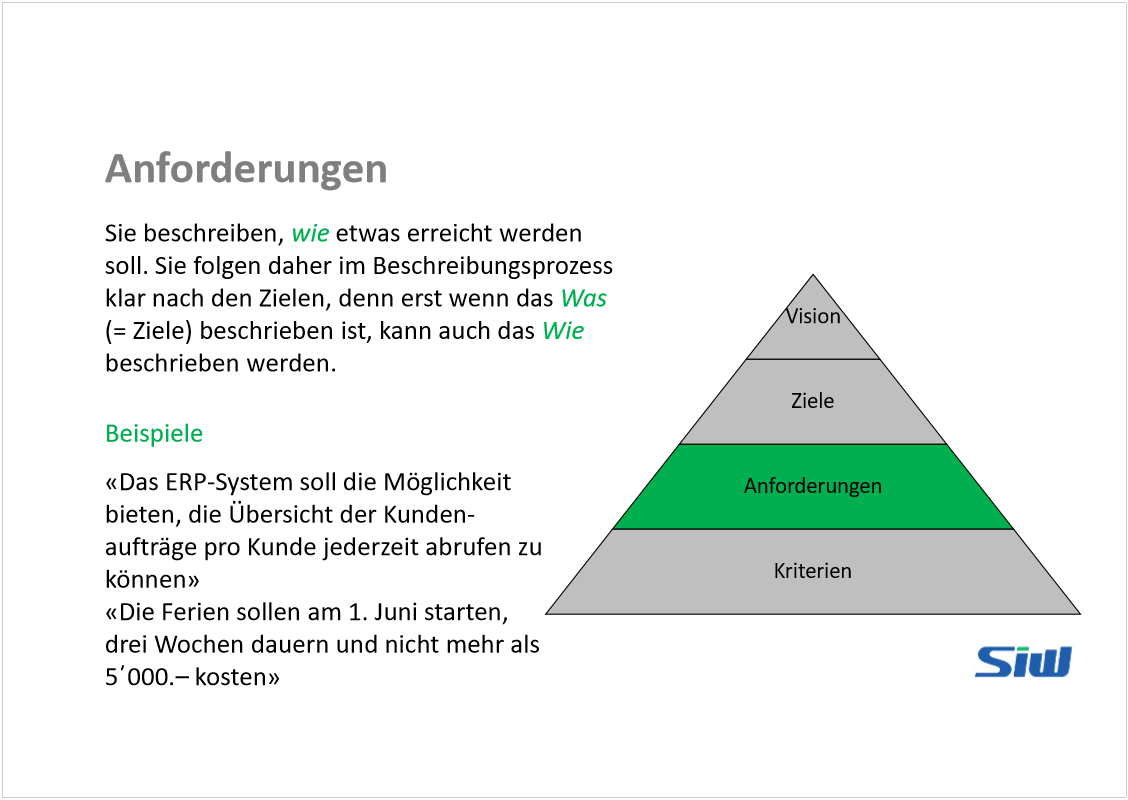 Anforderungen
Sie beschreiben, wie etwas erreicht werden
soll. Sie folgen daher im Beschreibungsprozess
klar nach den Zielen, denn erst wenn das Was
(= Ziele) beschrieben ist, kann auch das Wie
beschrieben werden.
Beispiele
«Das ERP-System soll die Möglichkeit
bieten, die Übersicht der Kunden-
aufträge pro Kunde jederzeit abrufen zu
können»
«Die Ferien sollen am 1. Juni starten,
drei Wochen dauern und nicht mehr als
5´000.– kosten»
Vision
Ziele
Anforderungen
Kriterien
Siw